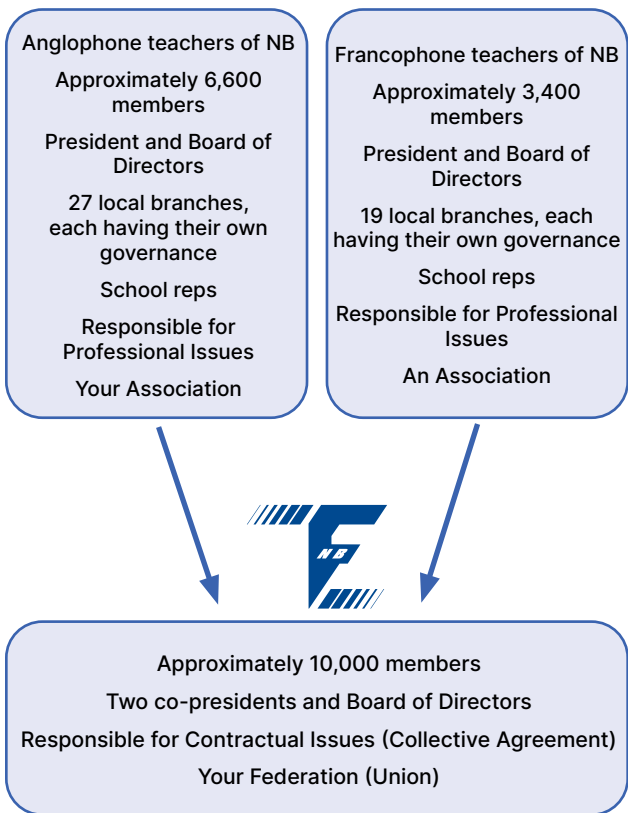 Anglophone teachers of NB
Approximately 6,600
members
President and Board of
Directors
27 local branches,
each having their own
governance
School reps
Responsible for
Professional Issues
Your Association
Francophone teachers of NB
Approximately 3,400
members
President and Board of
Directors
19 local branches, each
having their own governance
School reps
Responsible for Professional
Issues
An Association
N B
Approximately 10,000 members
Two co-presidents and Board of Directors
Responsible for Contractual Issues (Collective Agreement)
Your Federation (Union)